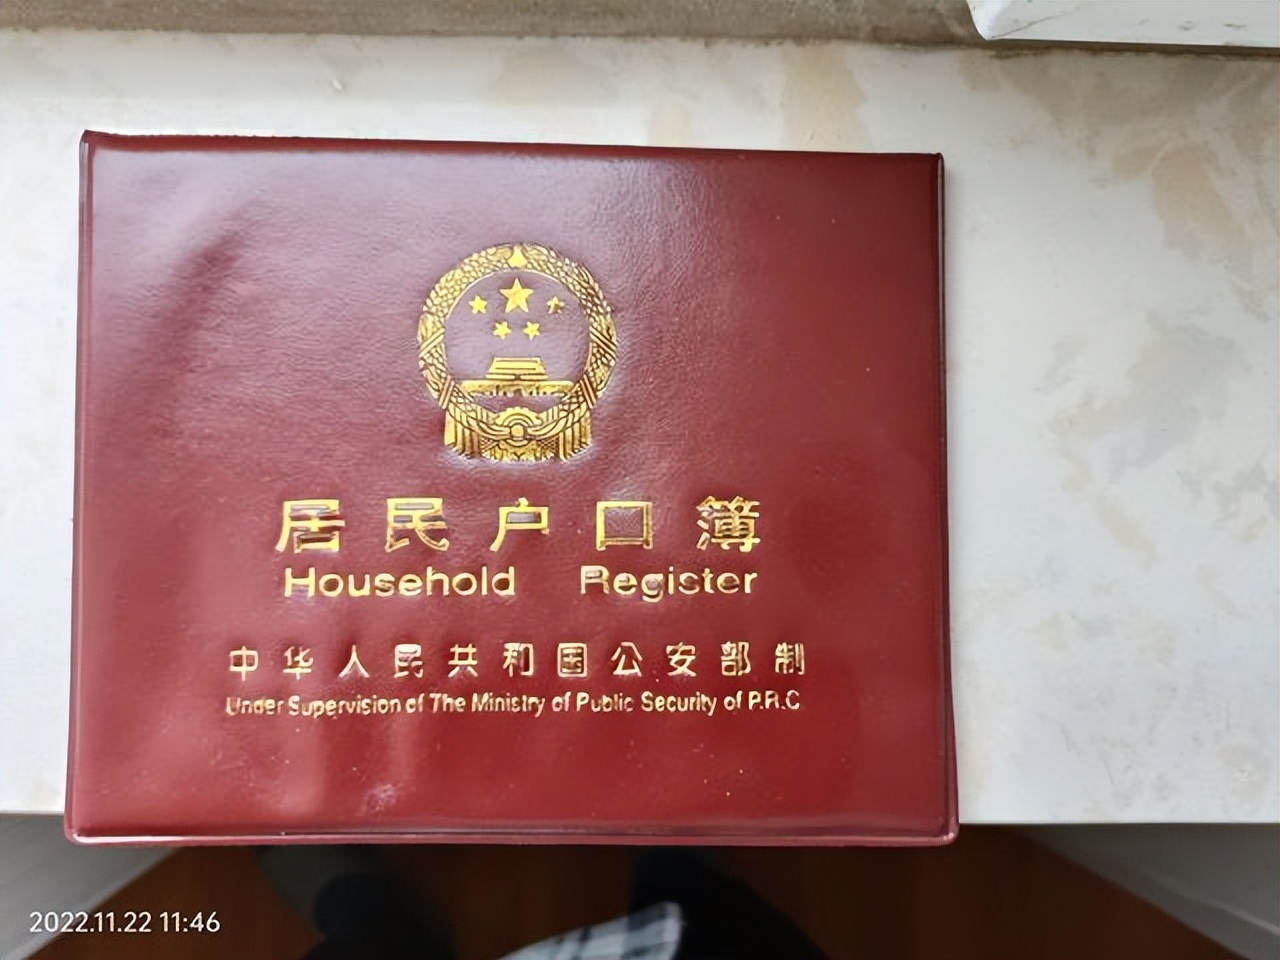 居民户口簿
Household Register
中华人民共和国公安部制
Under Supervision of The Ministry of Public Security of P.R.C
2022.11.22 11:46